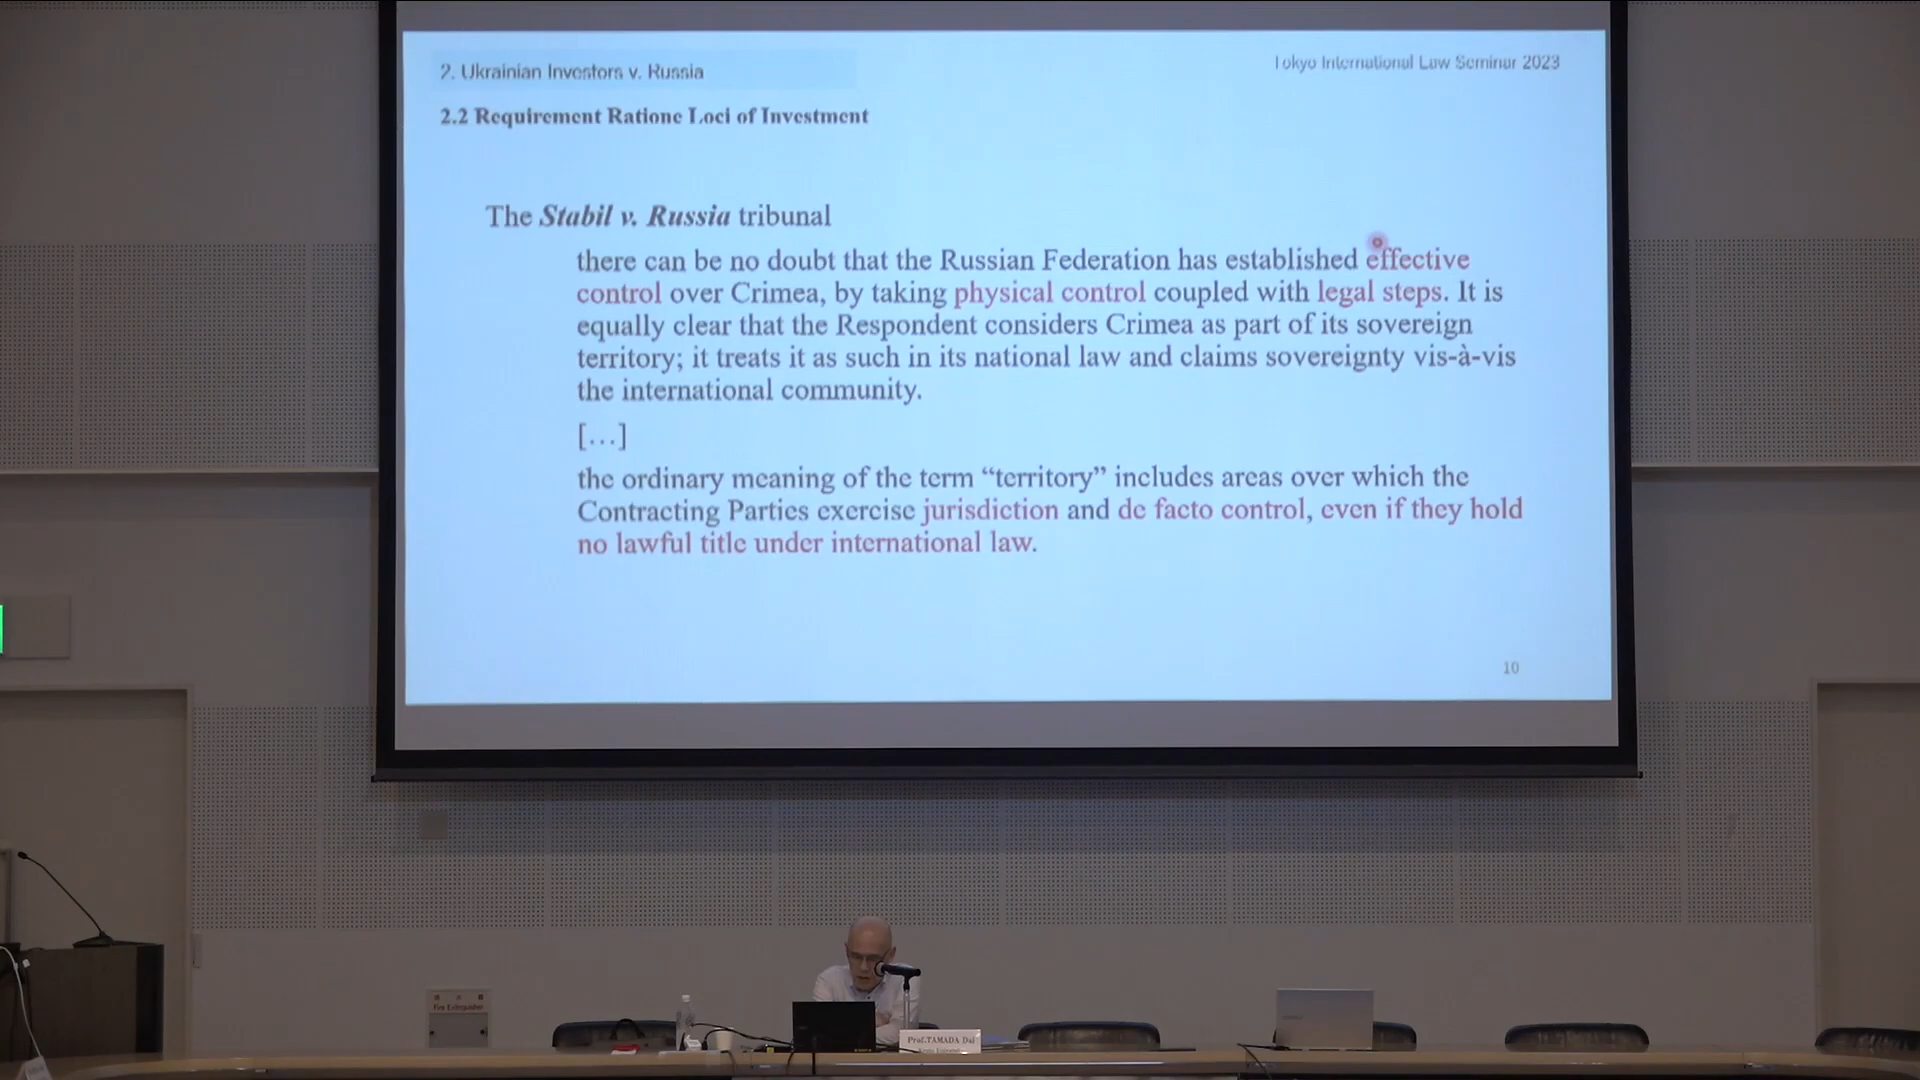 2. Ukrainian Investors v. Russia
Tokyo International Law Seminar 2023
2.2 Requirement Ratione Loci of Investment
The Stabil v. Russia tribunal
there can be no doubt that the Russian Federation has established effective
control over Crimea, by taking physical control coupled with legal steps. It is
equally clear that the Respondent considers Crimea as part of its sovereign
territory; it treats it as such in its national law and claims sovereignty vis-à-vis
the international community.
[…]
the ordinary meaning of the term “territory” includes areas over which the
Contracting Parties exercise jurisdiction and de facto control, even if they hold
no lawful title under international law.
10
Fire Extinguisher
Prof.TAMADA Dai